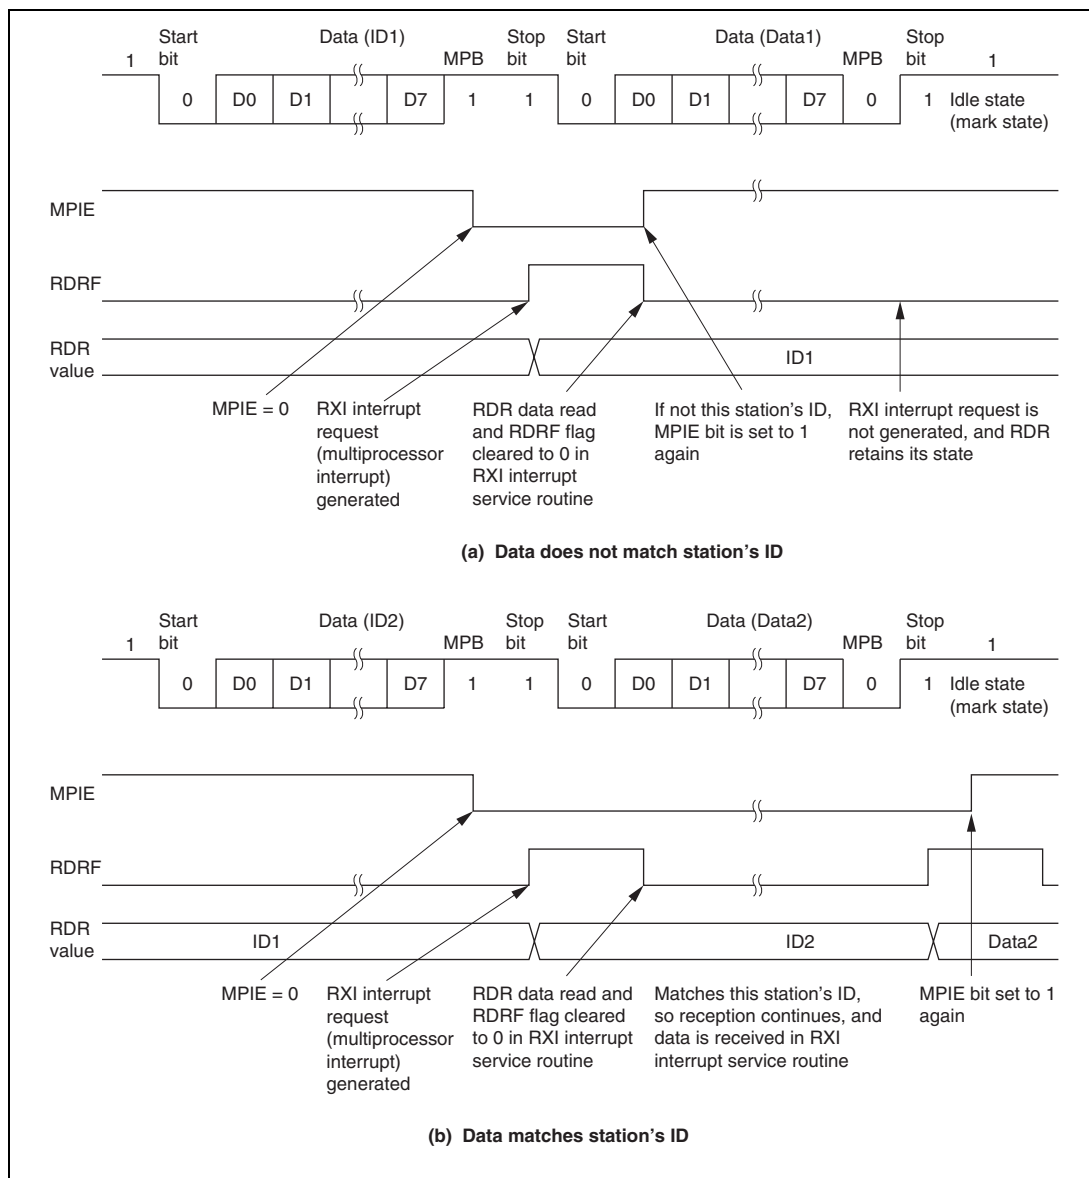 Start bit Data (ID1) Stop bit Start bit Data (Data1) Stop bit
1 MPB MPB 1
0 D0 D1 D7 1 1 0 D0 D1 D7 0 1 Idle state (mark state)
MPIE
RDRF
RDR value
ID1
MPIE = 0
RXI interrupt
request
(multiprocessor
interrupt)
generated
RDR data read
and RDRF flag
cleared to 0 in
RXI interrupt
service routine
If not this station's ID,
MPIE bit is set to 1
again
RXI interrupt request is
not generated, and RDR
retains its state
(a) Data does not match station's ID
Start bit Data (ID2) Stop bit Start bit Data (Data2) Stop bit
1 MPB MPB 1
0 D0 D1 D7 1 1 0 D0 D1 D7 0 1 Idle state (mark state)
MPIE
RDRF
RDR value
ID1 ID2 Data2
MPIE = 0
RXI interrupt
request
(multiprocessor
interrupt)
generated
RDR data read and
RDRF flag cleared
to 0 in RXI interrupt
service routine
Matches this station's ID,
so reception continues, and
data is received in RXI
interrupt service routine
MPIE bit set to 1
again
(b) Data matches station's ID